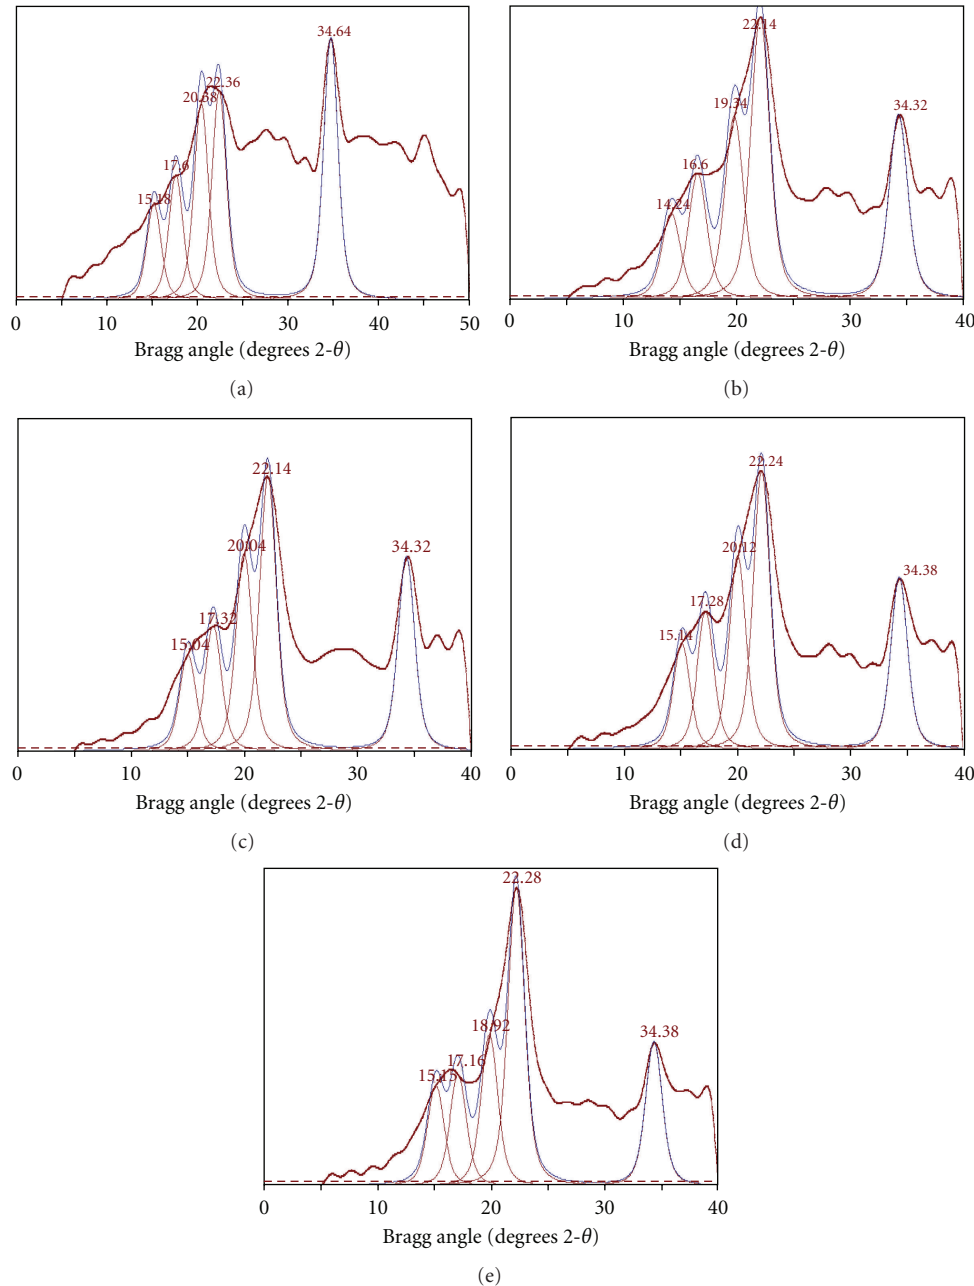 34.64
22.36
20.38
17.6
15.18
0 10 20 30 40 50
Bragg angle (degrees 2-θ)
(a)
22.14
19.34
34.32
16.6
14.24
0 10 20 30 40
Bragg angle (degrees 2-θ)
(b)
22.14
20.04
34.32
17.32
15.04
0 10 20 30 40
Bragg angle (degrees 2-θ)
(c)
22.24
20.12
34.38
17.28
15.14
0 10 20 30 40
Bragg angle (degrees 2-θ)
(d)
22.28
18.92
34.38
17.16
15.15
0 10 20 30 40
Bragg angle (degrees 2-θ)
(e)